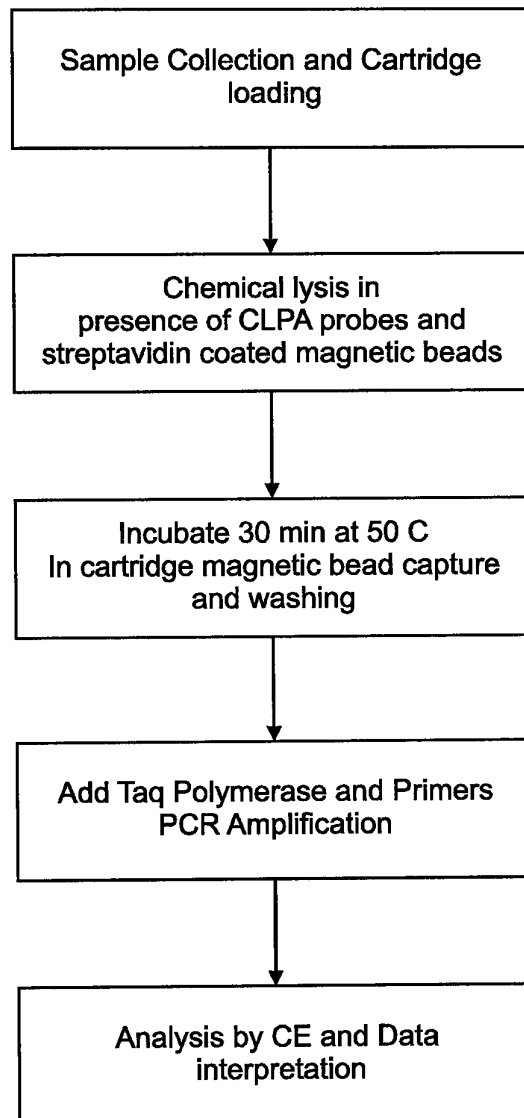 Sample Collection and Cartridge
loading
Chemical lysis in
presence of CLPA probes and
streptavidin coated magnetic beads
Incubate 30 min at 50 C
In cartridge magnetic bead capture
and washing
Add Taq Polymerase and Primers
PCR Amplification
Analysis by CE and Data
interpretation